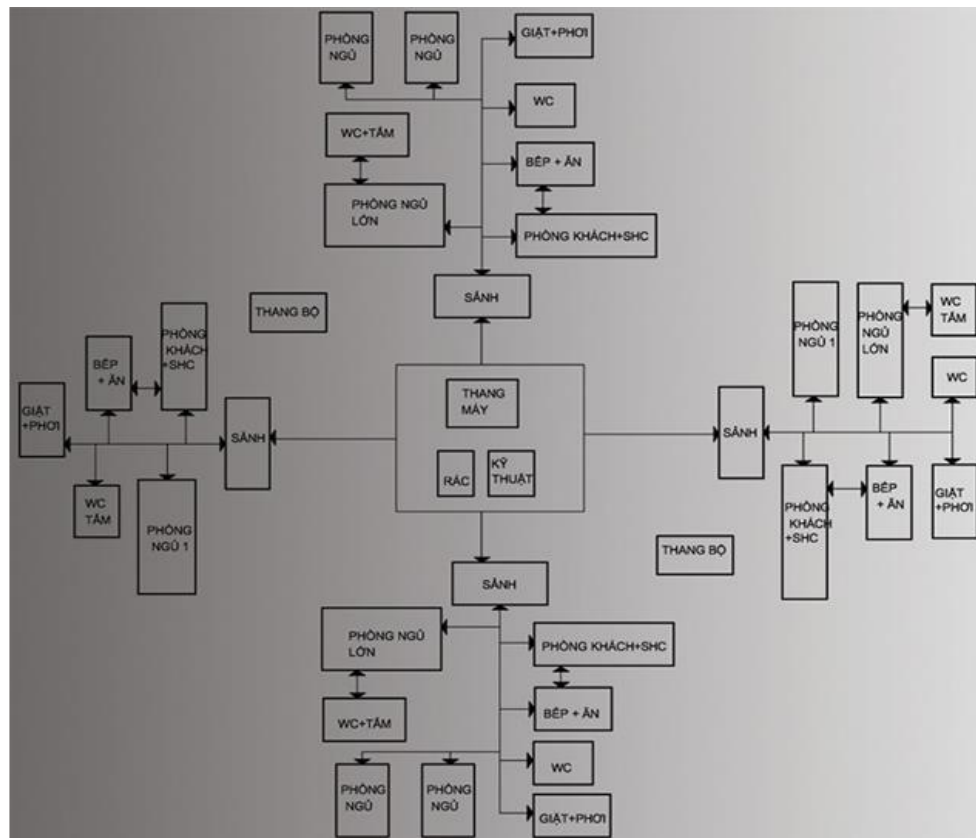 PHÒNG
NGỦ
PHÒNG
NGỦ
GIẶT+PHƠI
WC
WC+TẮM
BẾP + ĂN
PHÒNG NGỦ
LỚN
PHÒNG KHÁCH+SHC
SẢNH
THANG BỘ
PHÒNG
KHÁCH
+SHC
BẾP
+ ĂN
GIẶT
+PHƠI
SẢNH
WC
TẮM
PHÒNG
NGỦ 1
THANG
MÁY
RÁC
KỸ
THUẬT
PHÒNG
NGỦ 1
PHÒNG
NGỦ
LỚN
WC
TẮM
WC
SẢNH
PHÒNG
KHÁCH
+SHC
BẾP
+ ĂN
GIẶT
+PHƠI
THANG BỘ
SẢNH
PHÒNG NGỦ
LỚN
PHÒNG KHÁCH+SHC
WC+TẮM
BẾP + ĂN
WC
PHÒNG
NGỦ
PHÒNG
NGỦ
GIẶT+PHƠI